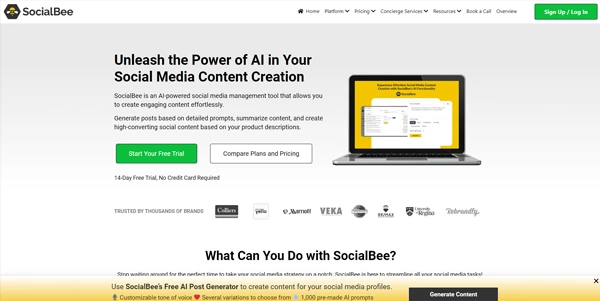 SocialBee
Home Platform Pricing Concierge Services Resources Book a Call Overview
Sign Up / Log In
Unleash the Power of AI in Your
Social Media Content Creation
SocialBee is an AI-powered social media management tool that allows you
to create engaging content effortlessly.
Generate posts based on detailed prompts, summarize content, and create
high-converting social content based on your product descriptions.
Start Your Free Trial
Compare Plans and Pricing
14-Day Free Trial, No Credit Card Required
Experience Effective Social Media Content
Creation with SocialBee's AI Functionality
SocialBee
TRUSTED BY THOUSANDS OF BRANDS
Colliers
yelle
Marriott
VEKA
RE/MAX
University
of Regina
Rebrandly.
What Can You Do with SocialBee?
Stop waiting around for the perfect time to take your social media strategy up a notch. SocialBee is here to streamline all your social media tasks!
Use SocialBee's Free AI Post Generator to create content for your social media profiles.
Customizable tone of voice Several variations to choose from 1,000 pre-made AI prompts
Generate Content